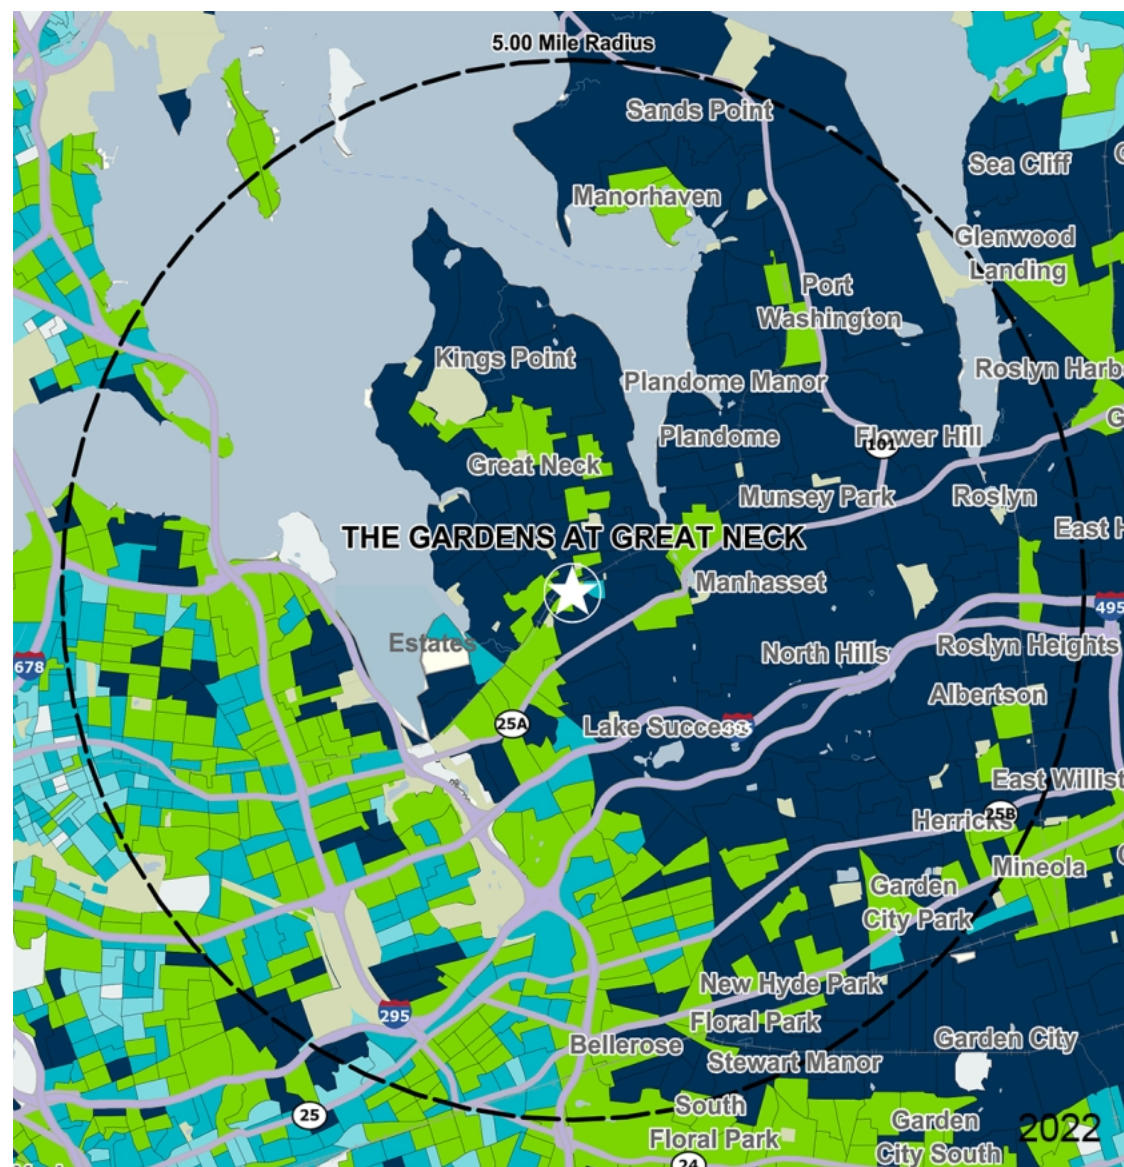 5.00 Mile Radius
Sands Point
Sea Cliff
Manorhaven
Glenwood
Landing
Port
Washington
Kings Point
Plandome Manor
Roslyn Harb
Plandome
Flower Hill
101
Great Neck
Munsey Park
Roslyn
THE GARDENS AT GREAT NECK
East H
Manhasset
495
Estates
North Hills
Roslyn Heights
678
Albertson
25A
Lake Success
495
East Willist
25B
Herricks
Mineola
Garden
City Park
New Hyde Park
295
Floral Park
Bellerose
Garden City
Stewart Manor
25
South
Floral Park
Garden
City South
2022
24